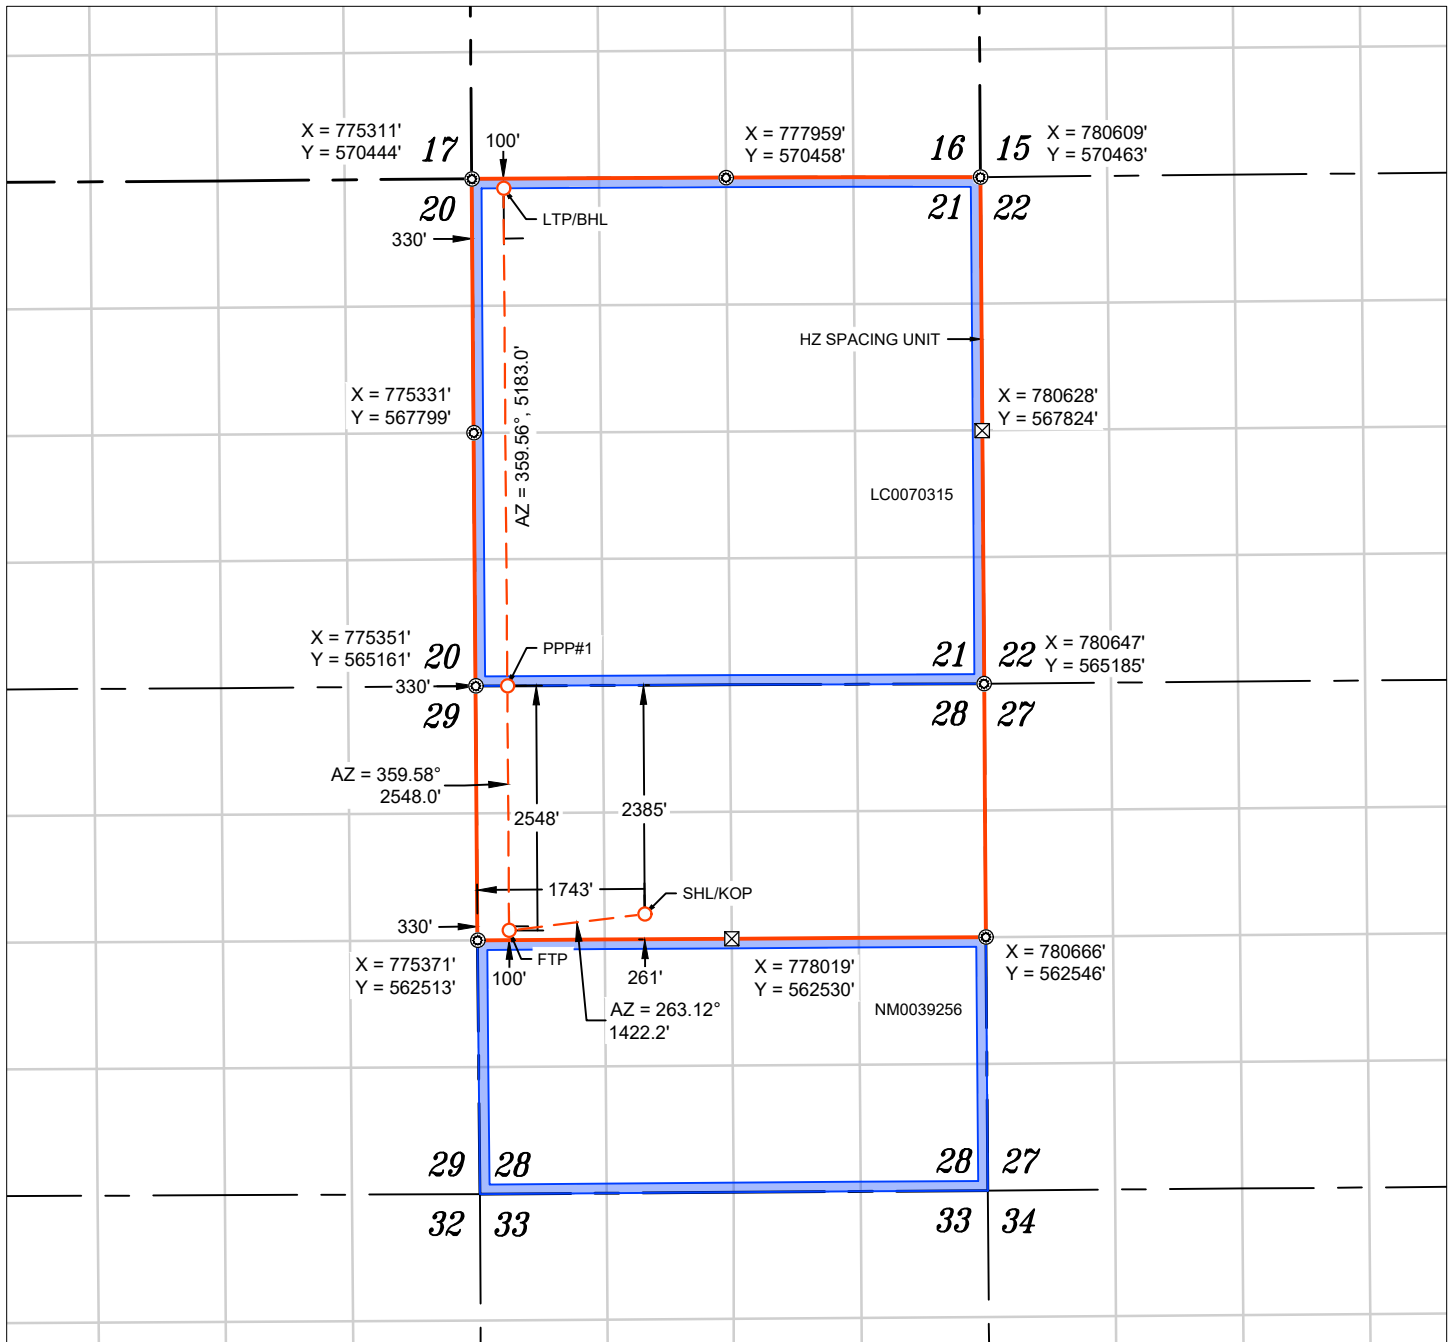 X = 775311'
Y = 570444'
17
100'
X = 777959'
Y = 570458'
16
15
X = 780609'
Y = 570463'
20
LTP/BHL
21
22
330'
HZ SPACING UNIT
AZ = 359.56°, 5183.0'
X = 775331'
Y = 567799'
X = 780628'
Y = 567824'
LC0070315
X = 775351'
Y = 565161'
20
PPP#1
21
22
X = 780647'
Y = 565185'
330'
29
28
27
AZ = 359.58°
2548.0'
2548'
2385'
1743'
SHL/KOP
330'
FTP
X = 775371'
Y = 562513'
100'
261'
X = 778019'
Y = 562530'
X = 780666'
Y = 562546'
AZ = 263.12°
1422.2'
NM0039256
29
28
28
27
32
33
33
34